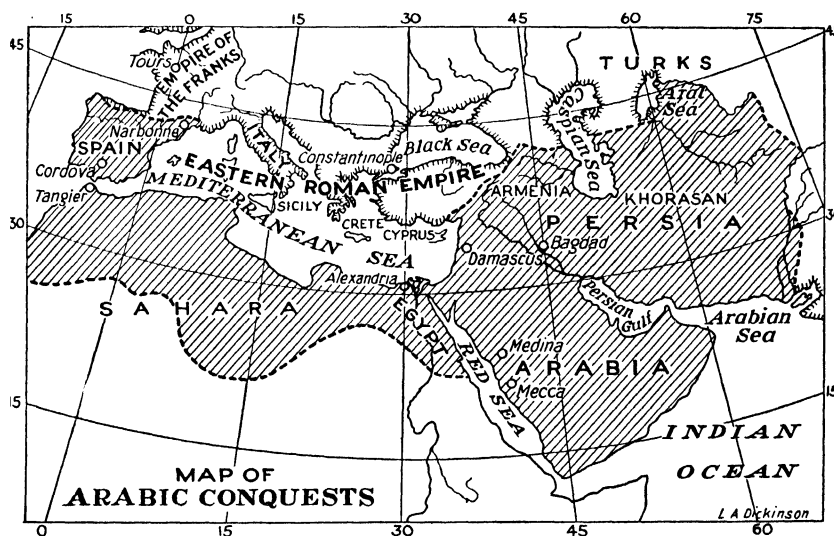 15 0 15 30 45 60 75
45
45
Tours
EMPIRE OF
THE FRANKS
TURKS
Aral
Sea
Caspian Sea
Narbonne
ITALY
Black Sea
SPAIN
Constantinople
Cordova
EASTERN ROMAN EMPIRE
ARMENIA
KHORASAN
Tangier
MEDITERRANEAN SEA
SICILY
PERSIA
CRETE
CYPRUS
30
Damascus
Bagdad
Alexandria
SAHARA
EGYPT
Persian
Gulf
Arabian
Sea
RED SEA
Medina
ARABIA
Mecca
15
15
INDIAN
OCEAN
MAP OF
ARABIC CONQUESTS
L A Dickinson
0 15 30 45 60